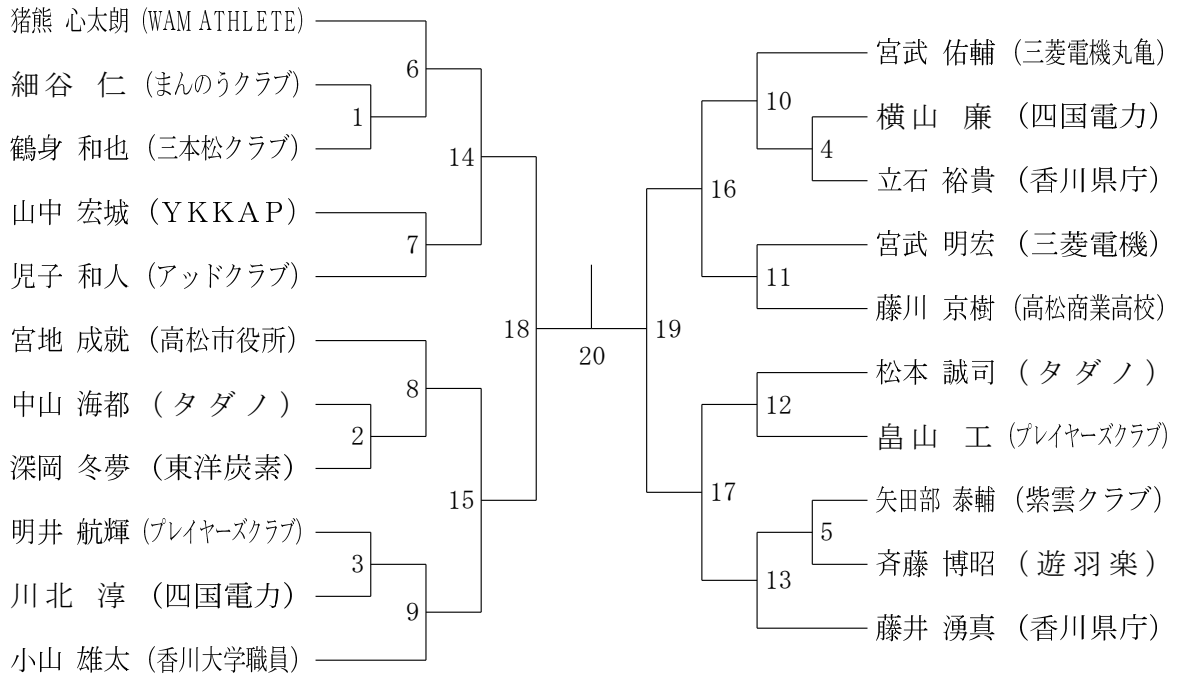 猪熊 心太朗 (WAM ATHLETE)
細谷 仁 (まんのうクラブ)
鶴身 和也 (三本松クラブ)
山中 宏城 (ＹＫＫＡＰ)
児子 和人 (アッドクラブ)
宮地 成就 (高松市役所)
中山 海都 (タダノ)
深岡 冬夢 (東洋炭素)
明井 航輝 (プレイヤーズクラブ)
川北 淳 (四国電力)
小山 雄太 (香川大学職員)
6
1
14
7
18
8
2
15
3
9
20
10
4
16
11
19
12
17
5
13
宮武 佑輔 (三菱電機丸亀)
横山 廉 (四国電力)
立石 裕貴 (香川県庁)
宮武 明宏 (三菱電機)
藤川 京樹 (高松商業高校)
松本 誠司 (タダノ)
畠山 工 (プレイヤーズクラブ)
矢田部 泰輔 (紫雲クラブ)
斉藤 博昭 (遊羽楽)
藤井 湧真 (香川県庁)